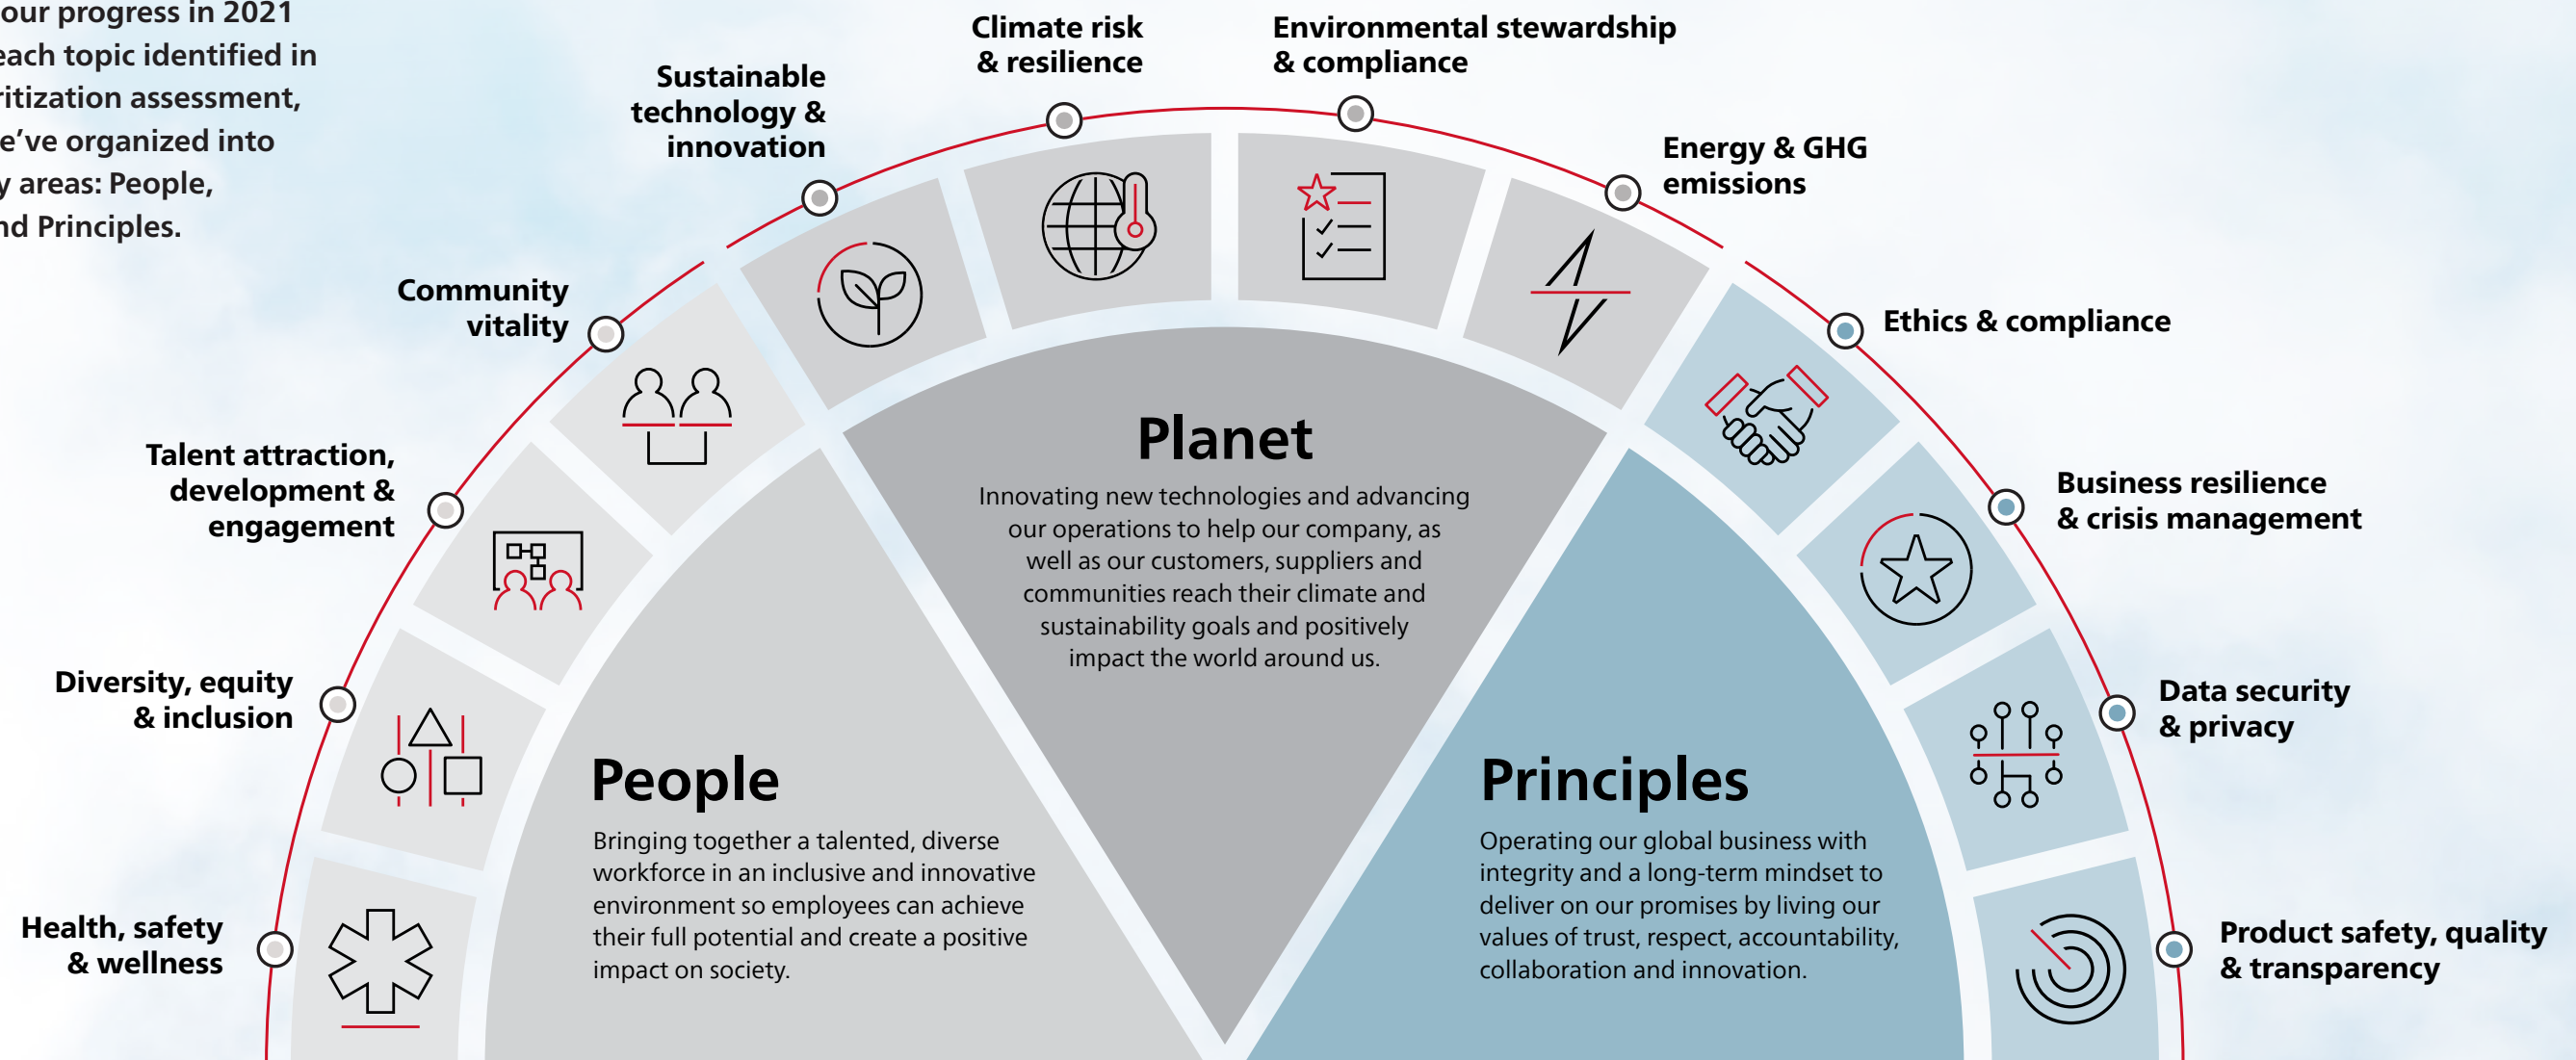 our progress in 2021
each topic identified in
ritization assessment,
e've organized into
y areas: People,
nd Principles.
Climate risk
& resilience
Environmental stewardship
& compliance
Sustainable
technology &
innovation
Energy & GHG
emissions
Community
vitality
Ethics & compliance
Talent attraction,
development &
engagement
Business resilience
& crisis management
Diversity, equity
& inclusion
Data security
& privacy
Health, safety
& wellness
Product safety, quality
& transparency
Planet
Innovating new technologies and advancing
our operations to help our company, as
well as our customers, suppliers and
communities reach their climate and
sustainability goals and positively
impact the world around us.
People
Bringing together a talented, diverse
workforce in an inclusive and innovative
environment so employees can achieve
their full potential and create a positive
impact on society.
Principles
Operating our global business with
integrity and a long-term mindset to
deliver on our promises by living our
values of trust, respect, accountability,
collaboration and innovation.